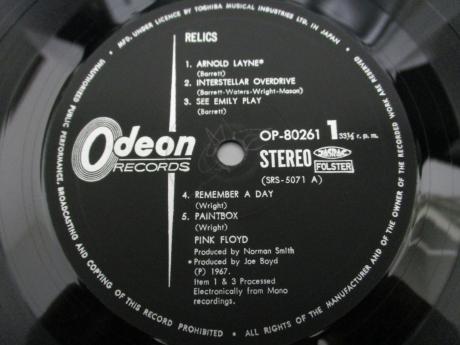 MFD. UNDER LICENCE BY TOSHIBA MUSICAL INDUSTRIES LTD. IN JAPAN
RELICS
1. ARNOLD LAYNE*
(Barrett)
2. INTERSTELLAR OVERDRIVE
(Barrett-Waters-Wright-Mason)
3. SEE EMILY PLAY
(Barrett)
Odeon
RECORDS
OP-80261 1 33⅓ r. p. m.
STEREO
FOLSTER
(SRS-5071 A)
4. REMEMBER A DAY
(Wright)
5. PAINTBOX
(Wright)
PINK FLOYD
Produced by Norman Smith
* Produced by Joe Boyd
(P) 1967.
Item 1 & 3 Processed
Electronically from Mono
recordings.
ALL RIGHTS OF THE MANUFACTURER AND OF THE OWNER OF THE RECORDED WORK ARE RESERVED
UNAUTHORISED PUBLIC PERFORMANCE, BROADCASTING AND COPYING OF THIS RECORD PROHIBITED